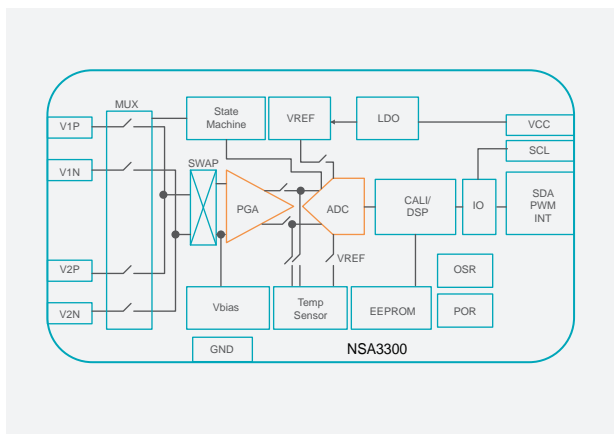 MUX
V1P
V1N
V2P
V2N
State
Machine
VREF
LDO
VCC
SCL
SWAP
PGA
ADC
CALI/
DSP
IO
SDA
PWM
INT
VREF
Vbias
Temp
Sensor
EEPROM
OSR
POR
GND
NSA3300